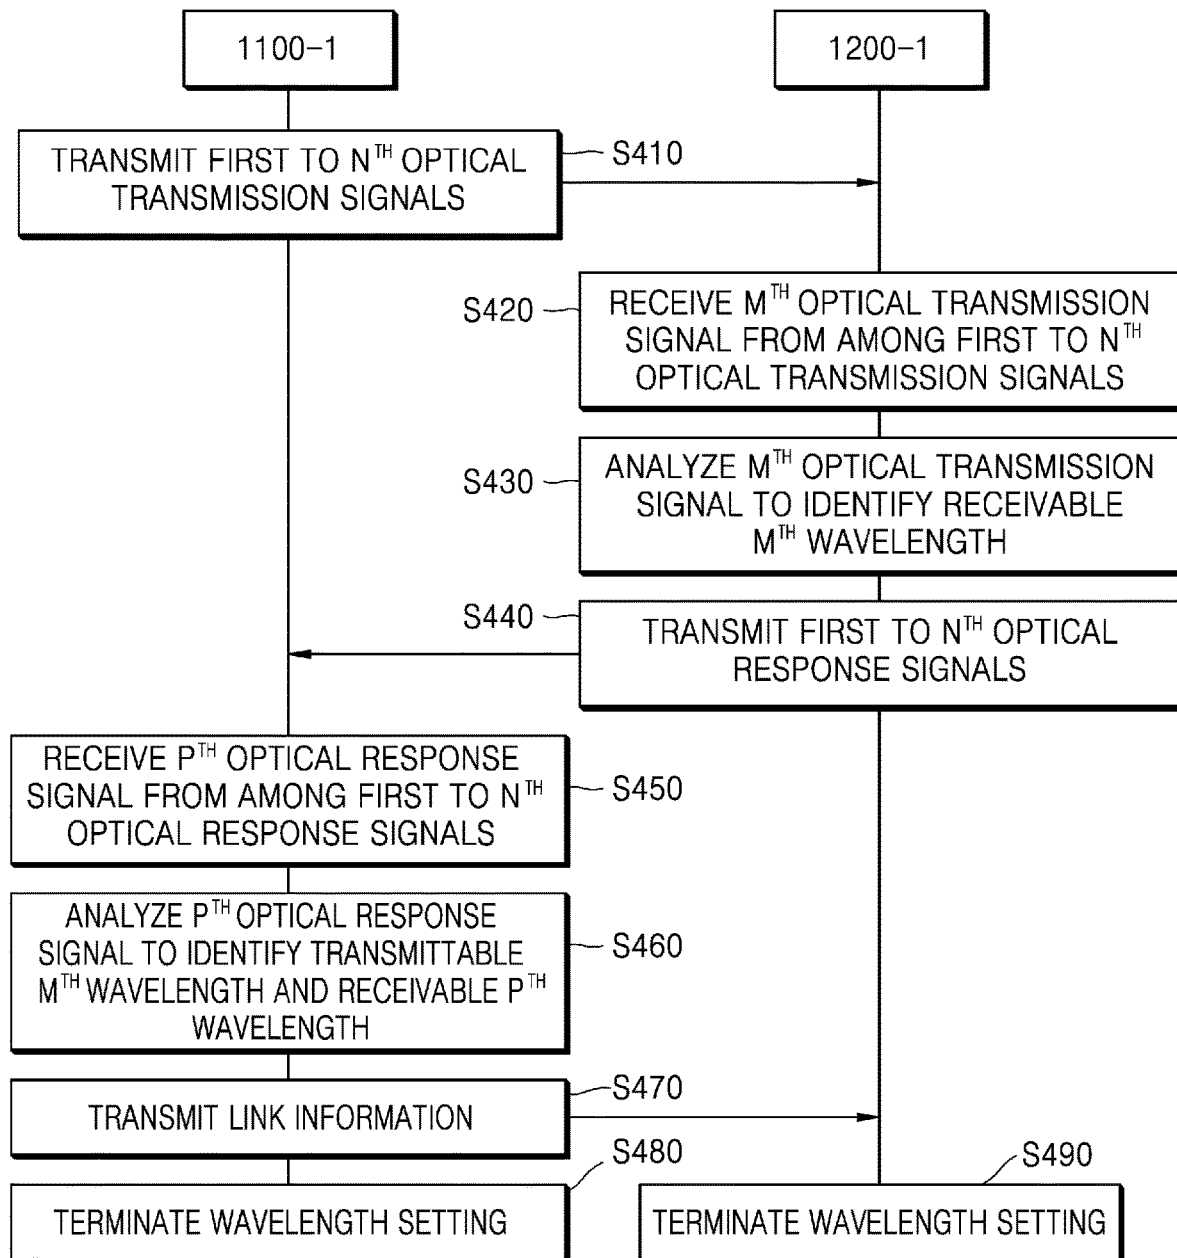 1100-1
1200-1
TRANSMIT FIRST TO NTH OPTICAL
TRANSMISSION SIGNALS
S410
S420
RECEIVE MTH OPTICAL TRANSMISSION
SIGNAL FROM AMONG FIRST TO NTH
OPTICAL TRANSMISSION SIGNALS
S430
ANALYZE MTH OPTICAL TRANSMISSION
SIGNAL TO IDENTIFY RECEIVABLE
MTH WAVELENGTH
S440
TRANSMIT FIRST TO NTH OPTICAL
RESPONSE SIGNALS
RECEIVE PTH OPTICAL RESPONSE
SIGNAL FROM AMONG FIRST TO NTH
OPTICAL RESPONSE SIGNALS
S450
ANALYZE PTH OPTICAL RESPONSE
SIGNAL TO IDENTIFY TRANSMITTABLE
MTH WAVELENGTH AND RECEIVABLE PTH
WAVELENGTH
S460
TRANSMIT LINK INFORMATION
S470
S480
TERMINATE WAVELENGTH SETTING
S490
TERMINATE WAVELENGTH SETTING